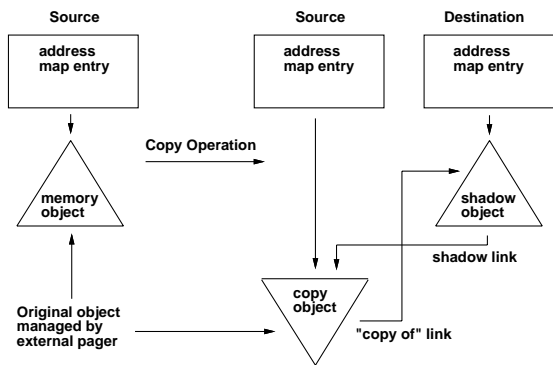 Source
Source
Destination
address
map entry
address
map entry
address
map entry
Copy Operation
memory
object
shadow
object
shadow link
copy
object
Original object
managed by
external pager
"copy of" link